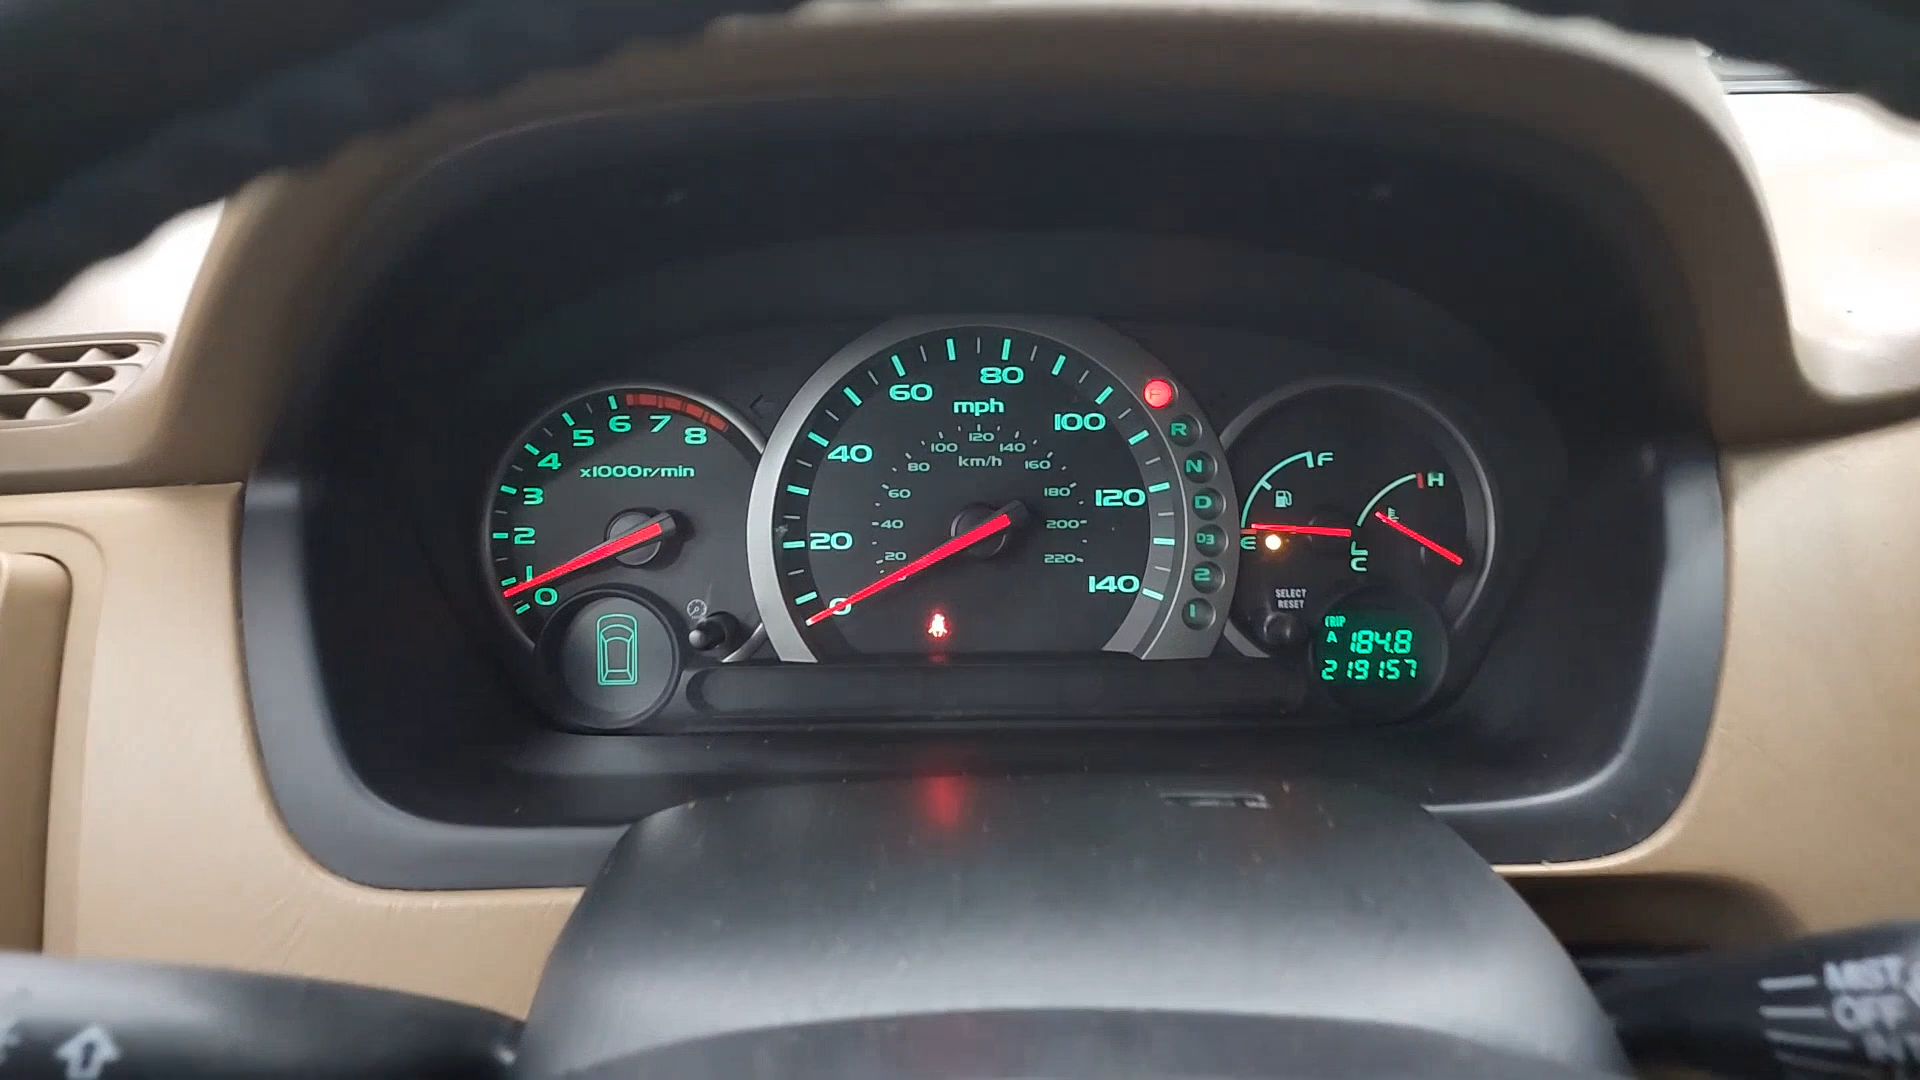 0
1
2
3
4
5
6
7
8
x1000r/min
0
20
40
60
80
100
120
140
mph
20
40
60
80
100
120
140
160
180
200
220
km/h
R
N
D
D3
2
1
F
E
H
C
SELECT
RESET
TRIP
A 184.8
219157
MIST
OFF